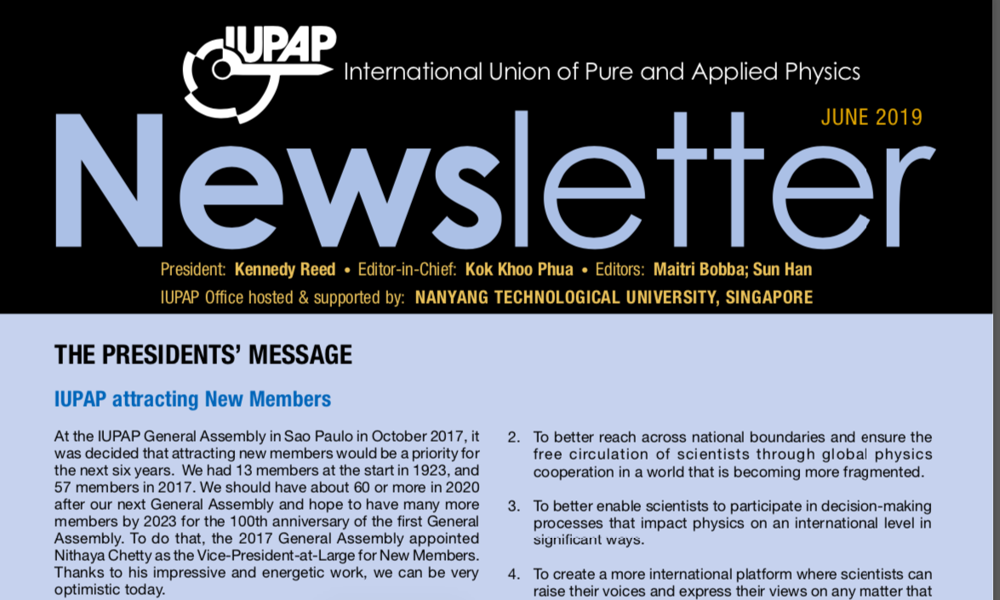 IUPAP
International Union of Pure and Applied Physics
JUNE 2019
Newsletter
President: Kennedy Reed • Editor-in-Chief: Kok Khoo Phua • Editors: Maitri Bobba; Sun Han
IUPAP Office hosted & supported by: NANYANG TECHNOLOGICAL UNIVERSITY, SINGAPORE
THE PRESIDENTS’ MESSAGE
IUPAP attracting New Members
At the IUPAP General Assembly in Sao Paulo in October 2017, it
was decided that attracting new members would be a priority for
the next six years. We had 13 members at the start in 1923, and
57 members in 2017. We should have about 60 or more in 2020
after our next General Assembly and hope to have many more
members by 2023 for the 100th anniversary of the first General
Assembly. To do that, the 2017 General Assembly appointed
Nithaya Chetty as the Vice-President-at-Large for New Members.
Thanks to his impressive and energetic work, we can be very
optimistic today.
2. To better reach across national boundaries and ensure the
free circulation of scientists through global physics
cooperation in a world that is becoming more fragmented.
3. To better enable scientists to participate in decision-making
processes that impact physics on an international level in
significant ways.
4. To create a more international platform where scientists can
raise their voices and express their views on any matter that